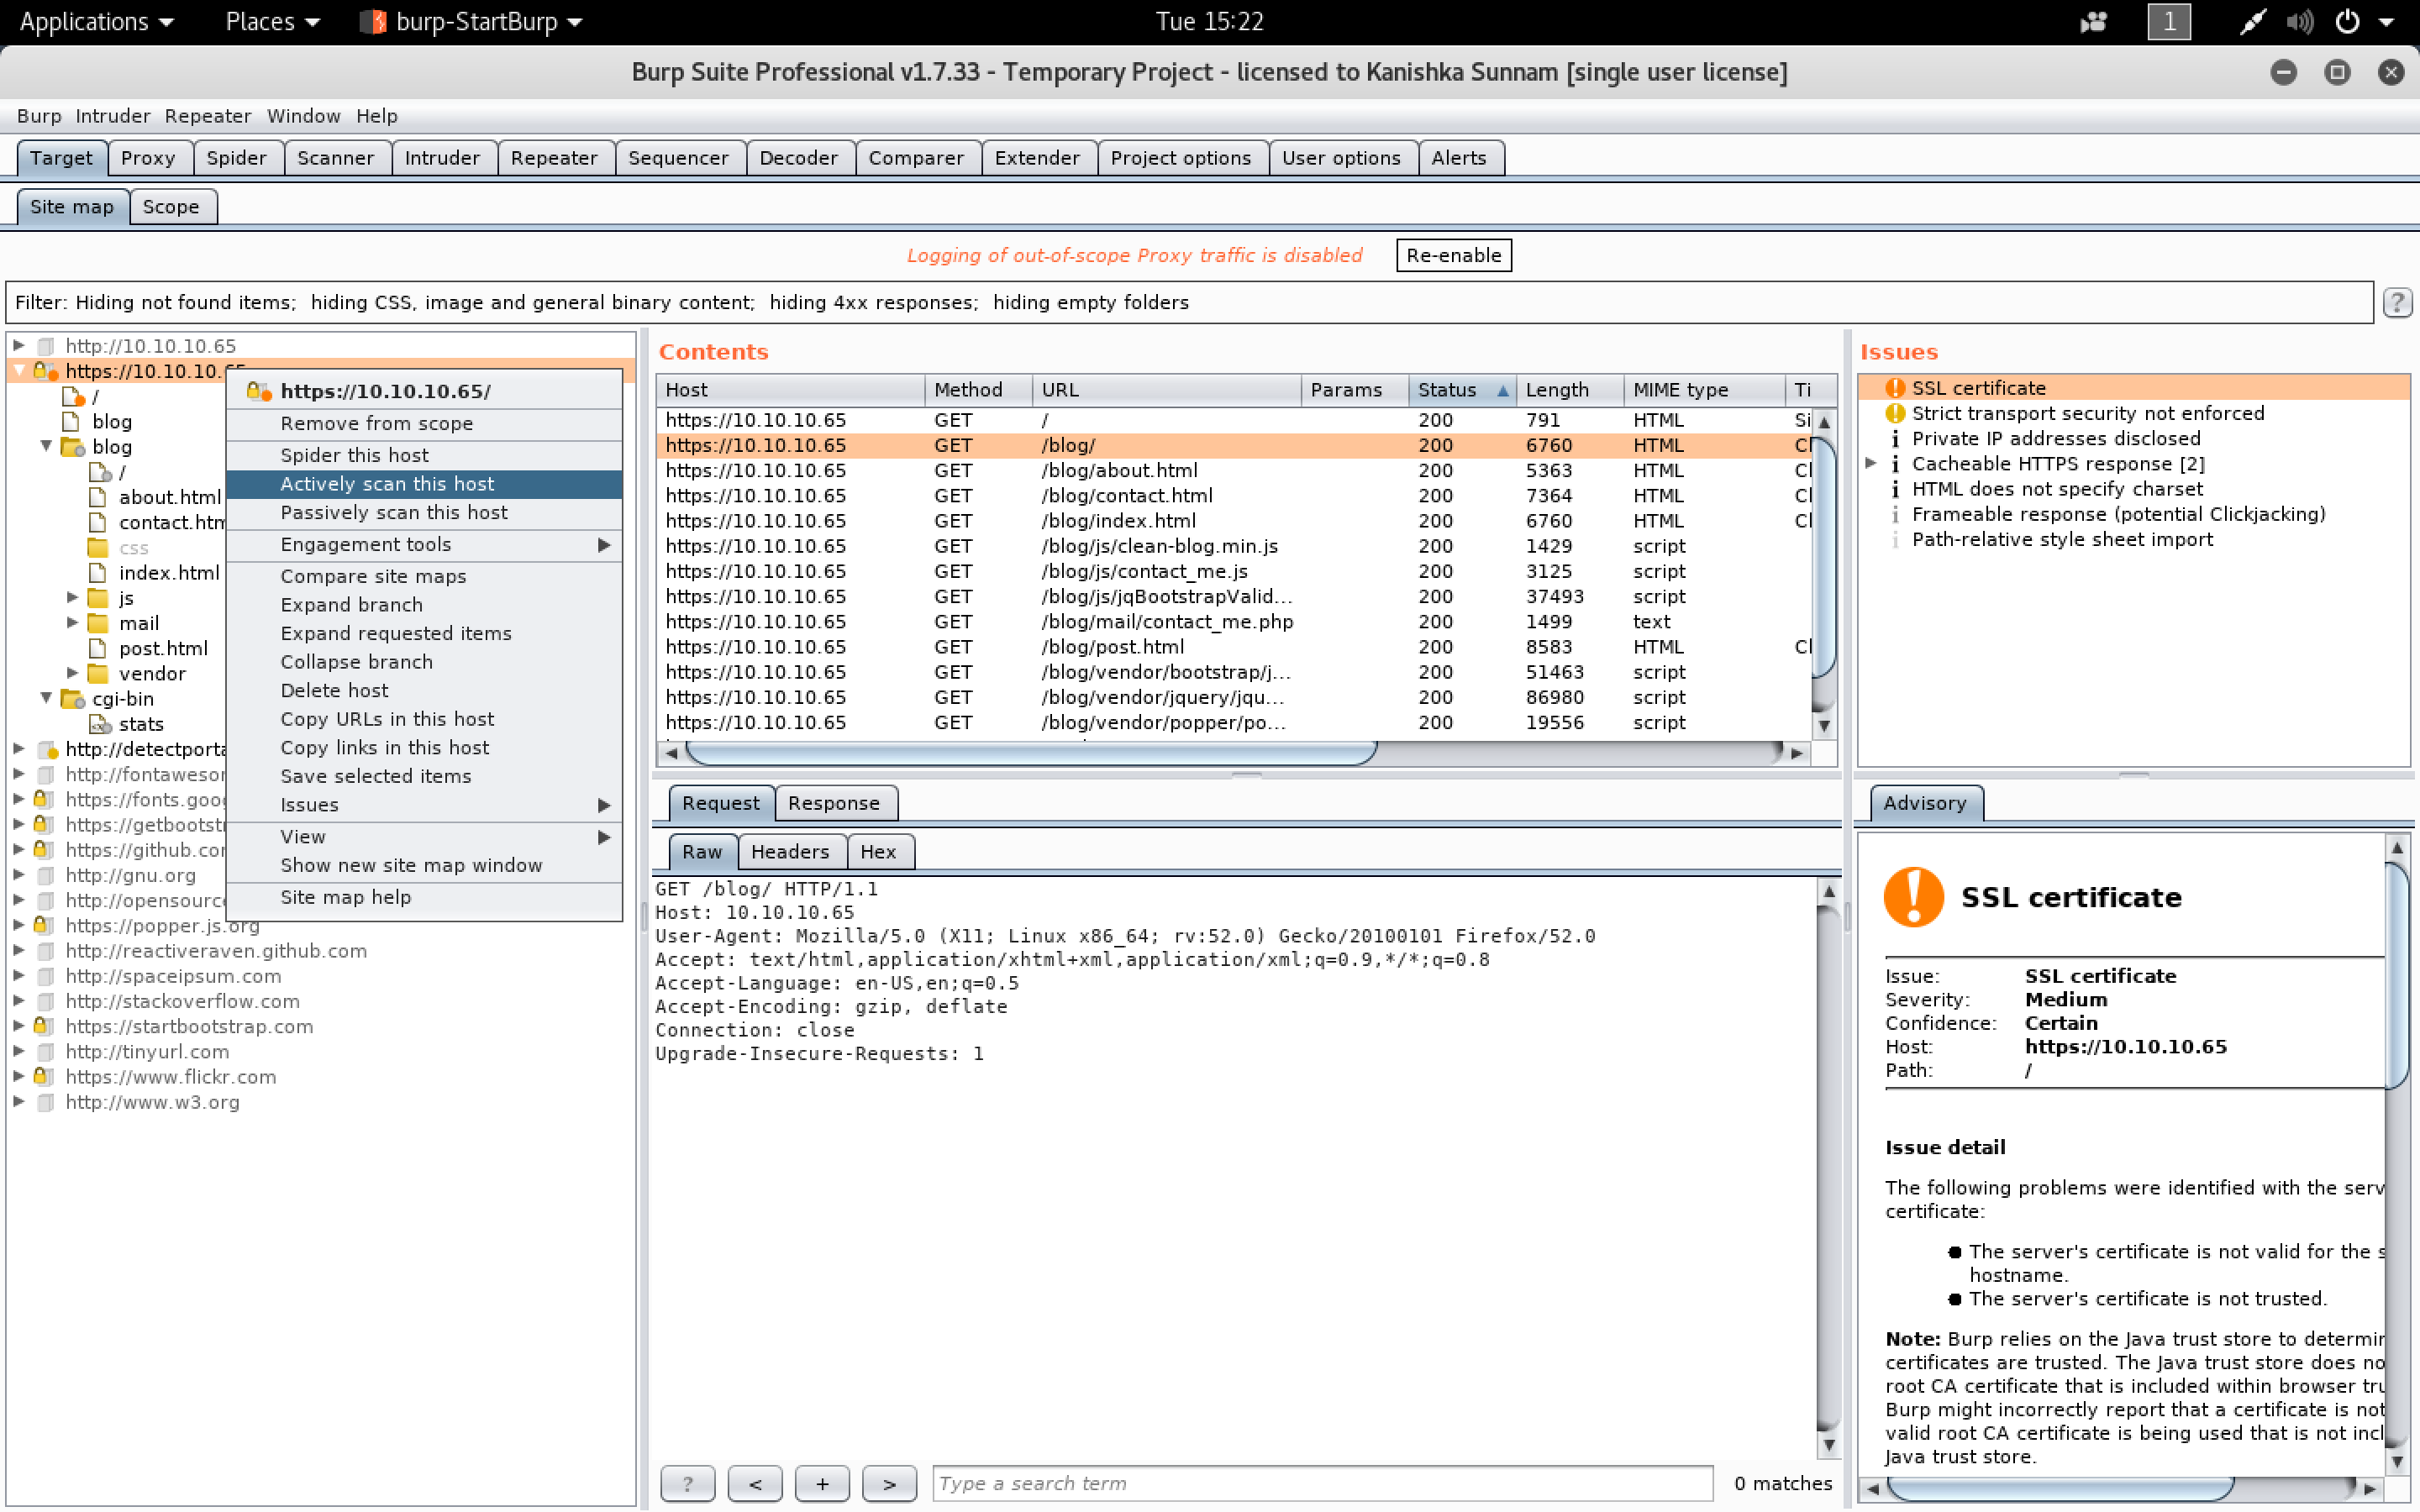 Applications Places burp-StartBurp Tue 15:22 1
Burp Suite Professional v1.7.33 - Temporary Project - licensed to Kanishka Sunnam [single user license]
Burp Intruder Repeater Window Help
Target Proxy Spider Scanner Intruder Repeater Sequencer Decoder Comparer Extender Project options User options Alerts
Site map Scope
Logging of out-of-scope Proxy traffic is disabled Re-enable
Filter: Hiding not found items; hiding CSS, image and general binary content; hiding 4xx responses; hiding empty folders ?
http://10.10.10.65
https://10.10.10.65
/
blog
blog
/
about.html
contact.htm
css
index.html
js
mail
post.html
vendor
cgi-bin
stats
http://detectporta
http://fontawesor
https://fonts.goog
https://getbootst
https://github.cor
http://gnu.org
http://opensource
https://popper.js.org
http://reactiveraven.github.com
http://spaceipsum.com
http://stackoverflow.com
https://startbootstrap.com
http://tinyurl.com
https://www.flickr.com
http://www.w3.org
https://10.10.10.65/
Remove from scope
Spider this host
Actively scan this host
Passively scan this host
Engagement tools
Compare site maps
Expand branch
Expand requested items
Collapse branch
Delete host
Copy URLs in this host
Copy links in this host
Save selected items
Issues
View
Show new site map window
Site map help
Contents
Host Method URL Params Status Length MIME type Ti
https://10.10.10.65 GET / 200 791 HTML Si
https://10.10.10.65 GET /blog/ 200 6760 HTML Cl
https://10.10.10.65 GET /blog/about.html 200 5363 HTML Cl
https://10.10.10.65 GET /blog/contact.html 200 7364 HTML Cl
https://10.10.10.65 GET /blog/index.html 200 6760 HTML Cl
https://10.10.10.65 GET /blog/js/clean-blog.min.js 200 1429 script
https://10.10.10.65 GET /blog/js/contact_me.js 200 3125 script
https://10.10.10.65 GET /blog/js/jqBootstrapValid... 200 37493 script
https://10.10.10.65 GET /blog/mail/contact_me.php 200 1499 text
https://10.10.10.65 GET /blog/post.html 200 8583 HTML Cl
https://10.10.10.65 GET /blog/vendor/bootstrap/j... 200 51463 script
https://10.10.10.65 GET /blog/vendor/jquery/jqu... 200 86980 script
https://10.10.10.65 GET /blog/vendor/popper/po... 200 19556 script
Request Response
Raw Headers Hex
GET /blog/ HTTP/1.1
Host: 10.10.10.65
User-Agent: Mozilla/5.0 (X11; Linux x86_64; rv:52.0) Gecko/20100101 Firefox/52.0
Accept: text/html,application/xhtml+xml,application/xml;q=0.9,*/*;q=0.8
Accept-Language: en-US,en;q=0.5
Accept-Encoding: gzip, deflate
Connection: close
Upgrade-Insecure-Requests: 1
? < + > Type a search term 0 matches
Issues
SSL certificate
Strict transport security not enforced
Private IP addresses disclosed
Cacheable HTTPS response [2]
HTML does not specify charset
Frameable response (potential Clickjacking)
Path-relative style sheet import
Advisory
SSL certificate
Issue: SSL certificate
Severity: Medium
Confidence: Certain
Host: https://10.10.10.65
Path: /
Issue detail
The following problems were identified with the serv
certificate:
● The server's certificate is not valid for the s
hostname.
● The server's certificate is not trusted.
Note: Burp relies on the Java trust store to determin
certificates are trusted. The Java trust store does no
root CA certificate that is included within browser tru
Burp might incorrectly report that a certificate is not
valid root CA certificate is being used that is not incl
Java trust store.